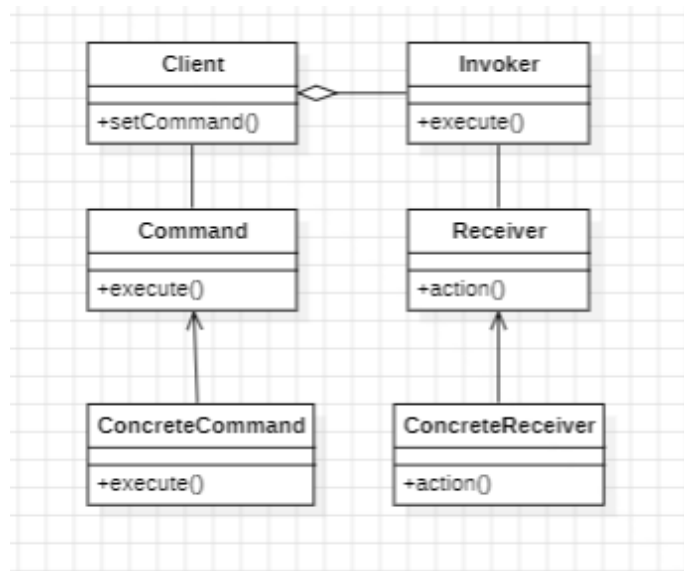 Client
+setCommand()
Invoker
+execute()
Command
+execute()
Receiver
+action()
ConcreteCommand
+execute()
ConcreteReceiver
+action()